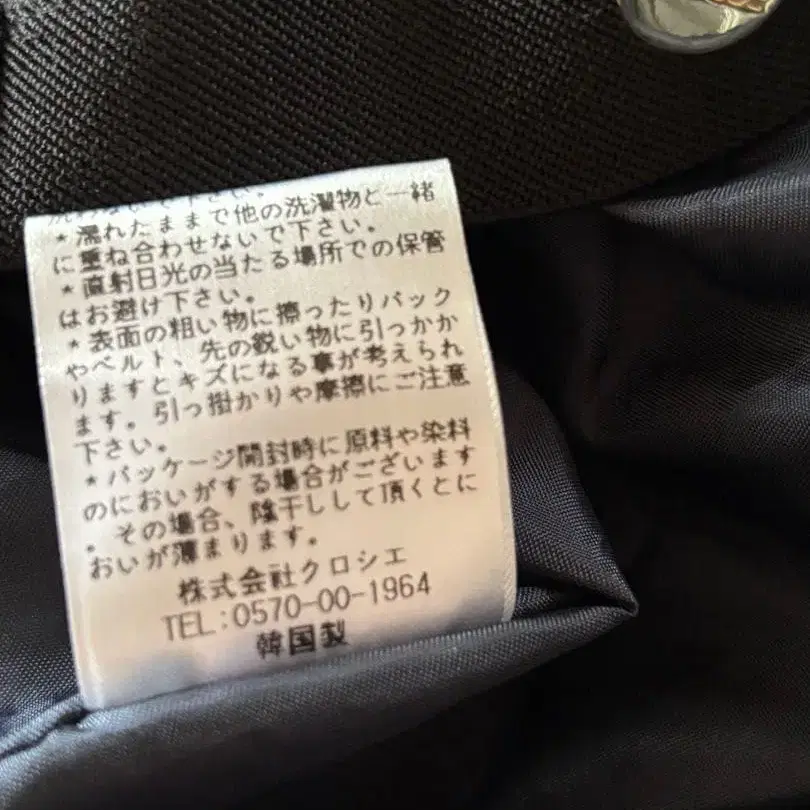 下さい。
* 濡れたままで他の洗濯物と一緒
に重ね合わせないで下さい。
* 直射日光の当たる場所での保管
はお避け下さい。
* 表面の粗い物に擦ったりバック
やベルト、先の鋭い物に引っかか
りますとキズになる事が考えられ
ます。引っ掛かりや摩擦にご注意
下さい。
* パッケージ開封時に原料や染料
のにおいがする場合がございます
。その場合、陰干しして頂くとに
おいが薄まります。
株式会社クロシエ
TEL:0570-00-1964
韓国製